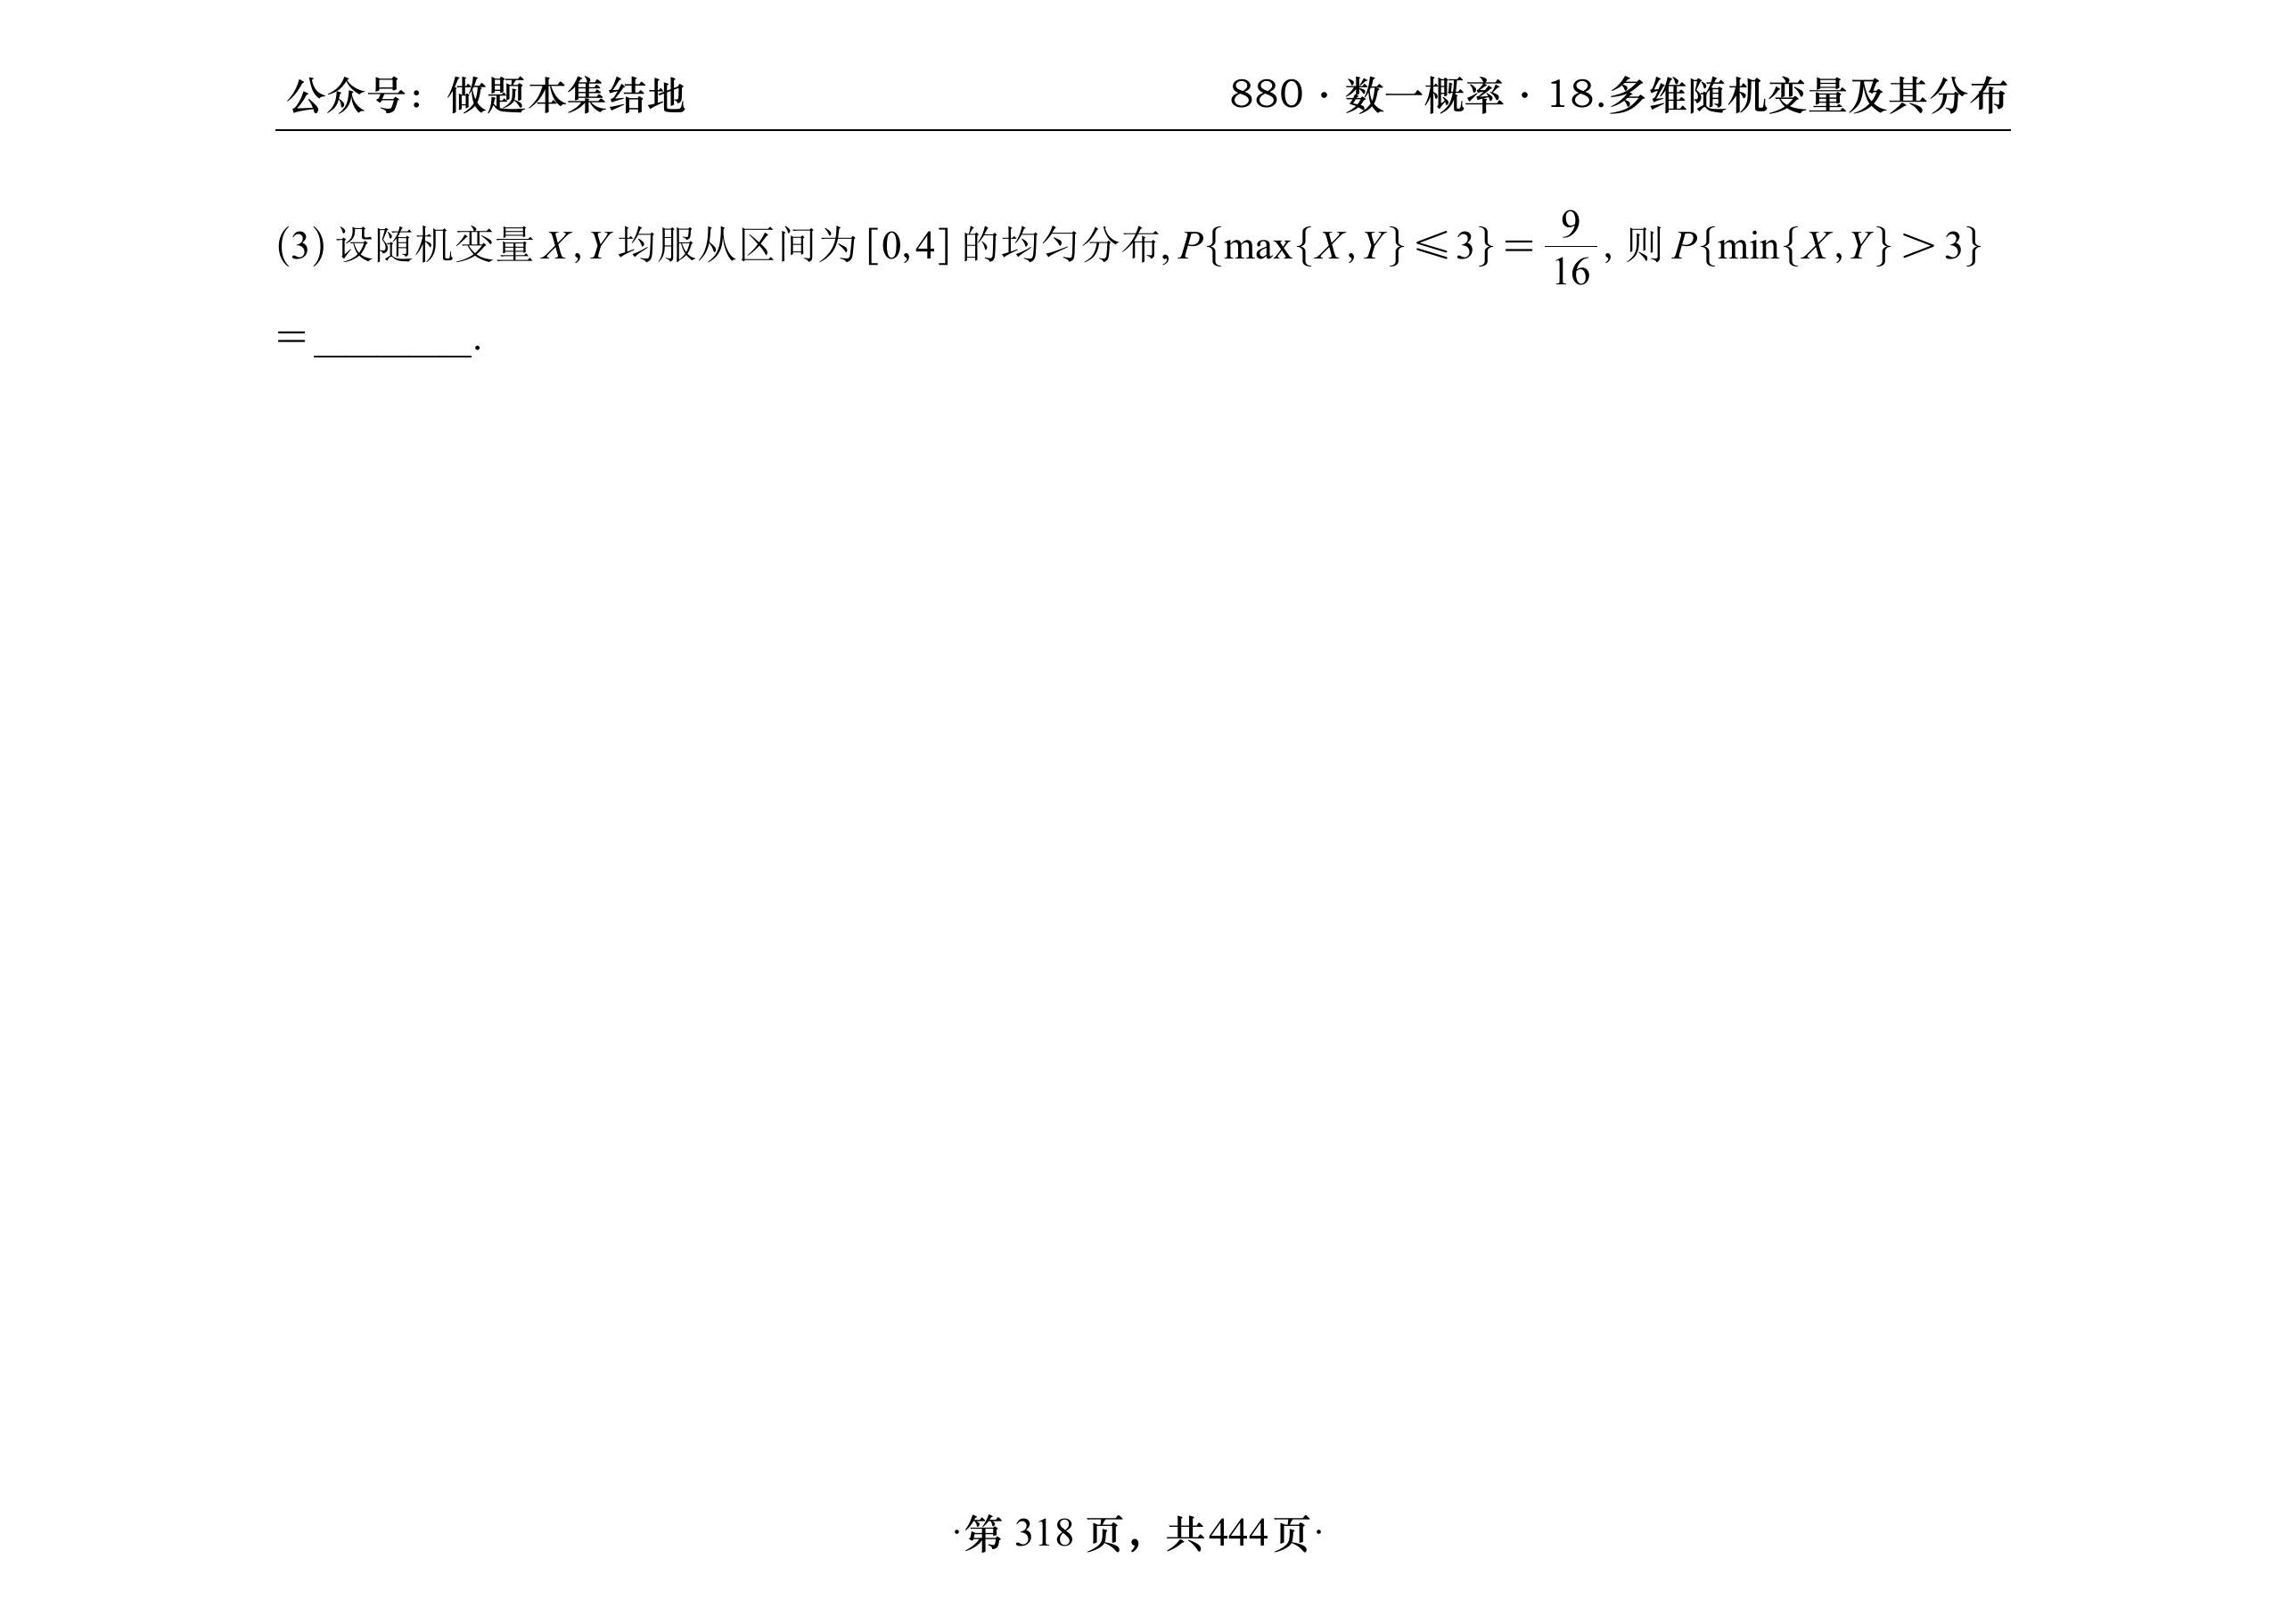 公众号：做题本集结地
880 · 数一概率 · 18.多维随机变量及其分布
(3) 设随机变量 X,Y 均服从区间为[0,4]的均匀分布, P{max{X,Y}⩽3}=9/16, 则 P{min{X,Y}>3}
=________.
·第 318 页，共444页·